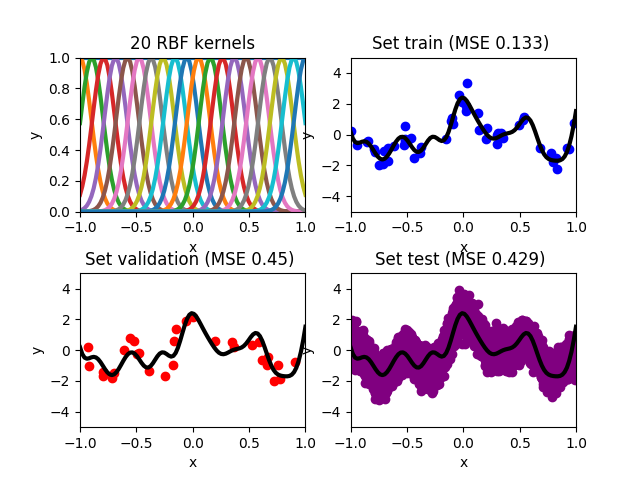 20 RBF kernels
Set train (MSE 0.133)
1.0
0.8
0.6
0.4
0.2
0.0
y
−1.0 −0.5 0.0 0.5 1.0
x
4
2
0
−2
−4
y
−1.0 −0.5 0.0 0.5 1.0
x
Set validation (MSE 0.45)
Set test (MSE 0.429)
4
2
0
−2
−4
y
−1.0 −0.5 0.0 0.5 1.0
x
4
2
0
−2
−4
y
−1.0 −0.5 0.0 0.5 1.0
x